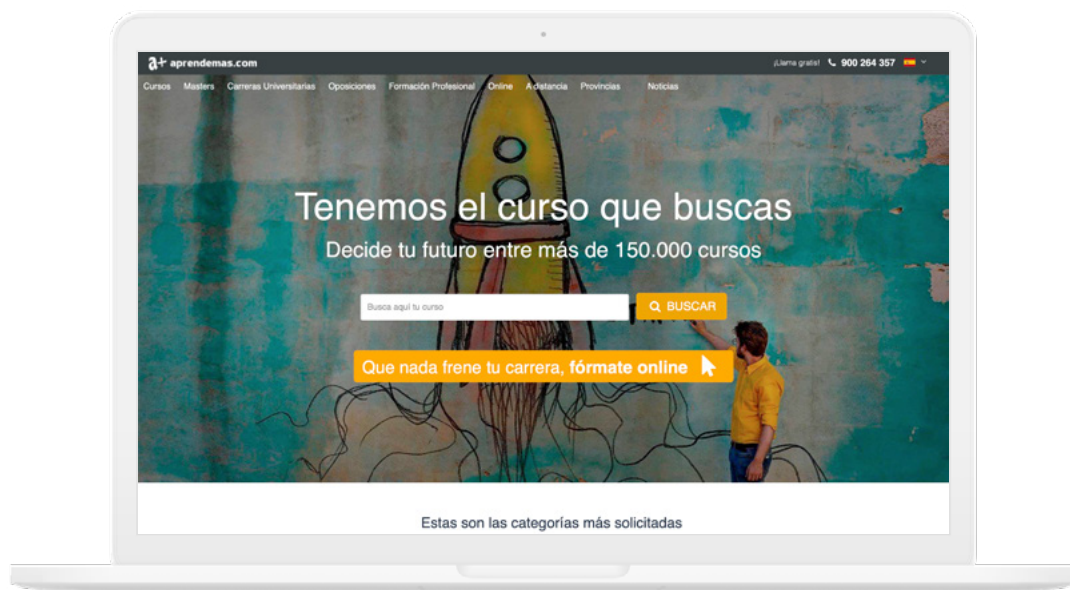 a+ aprendemas.com
¡Llama gratis! 900 264 357
Cursos Masters Carreras Universitarias Oposiciones Formación Profesional Online A distancia Provincias Noticias
Tenemos el curso que buscas
Decide tu futuro entre más de 150.000 cursos
Busca aquí tu curso
BUSCAR
Que nada frene tu carrera, fórmate online
Estas son las categorías más solicitadas